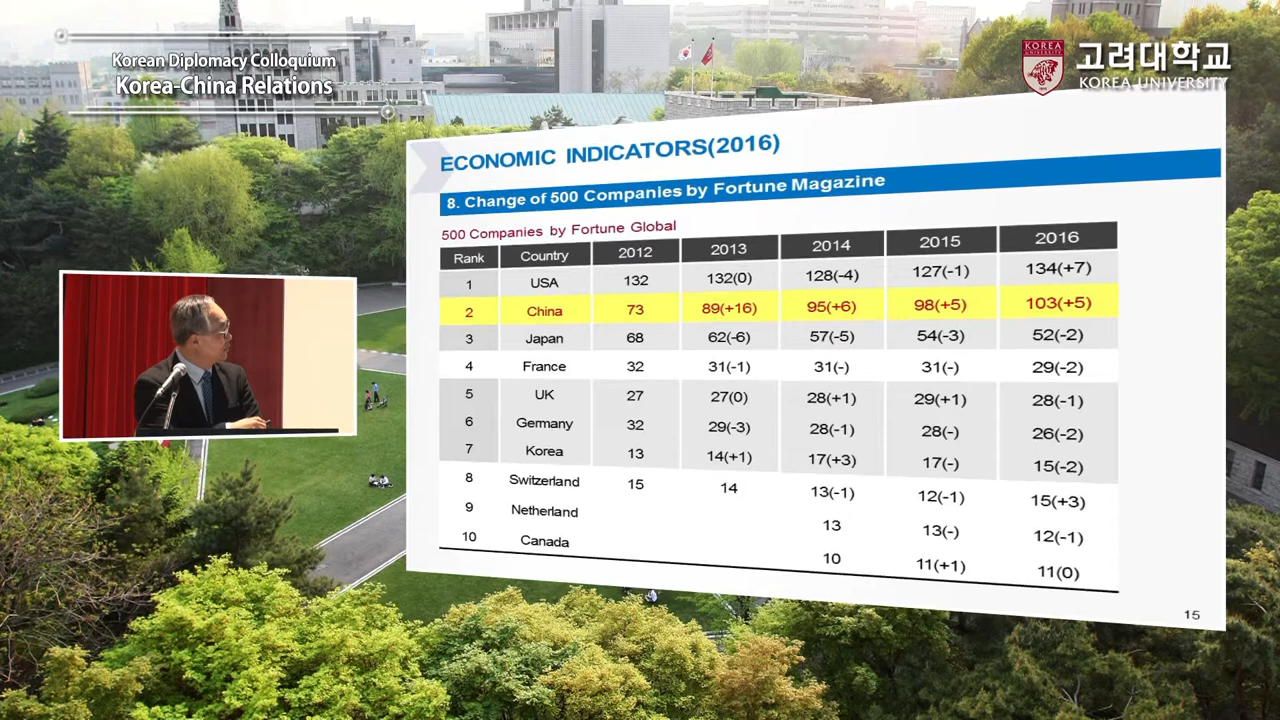 Korean Diplomacy Colloquium
Korea-China Relations
KOREA
UNIVERSITY
고려대학교
KOREA UNIVERSITY
ECONOMIC INDICATORS(2016)
8. Change of 500 Companies by Fortune Magazine
500 Companies by Fortune Global
Rank Country 2012 2013 2014 2015 2016
1 USA 132 132(0) 128(-4) 127(-1) 134(+7)
2 China 73 89(+16) 95(+6) 98(+5) 103(+5)
3 Japan 68 62(-6) 57(-5) 54(-3) 52(-2)
4 France 32 31(-1) 31(-) 31(-) 29(-2)
5 UK 27 27(0) 28(+1) 29(+1) 28(-1)
6 Germany 32 29(-3) 28(-1) 28(-) 26(-2)
7 Korea 13 14(+1) 17(+3) 17(-) 15(-2)
8 Switzerland 15 14 13(-1) 12(-1) 15(+3)
9 Netherland 13 13(-) 12(-1)
10 Canada 10 11(+1) 11(0)
15